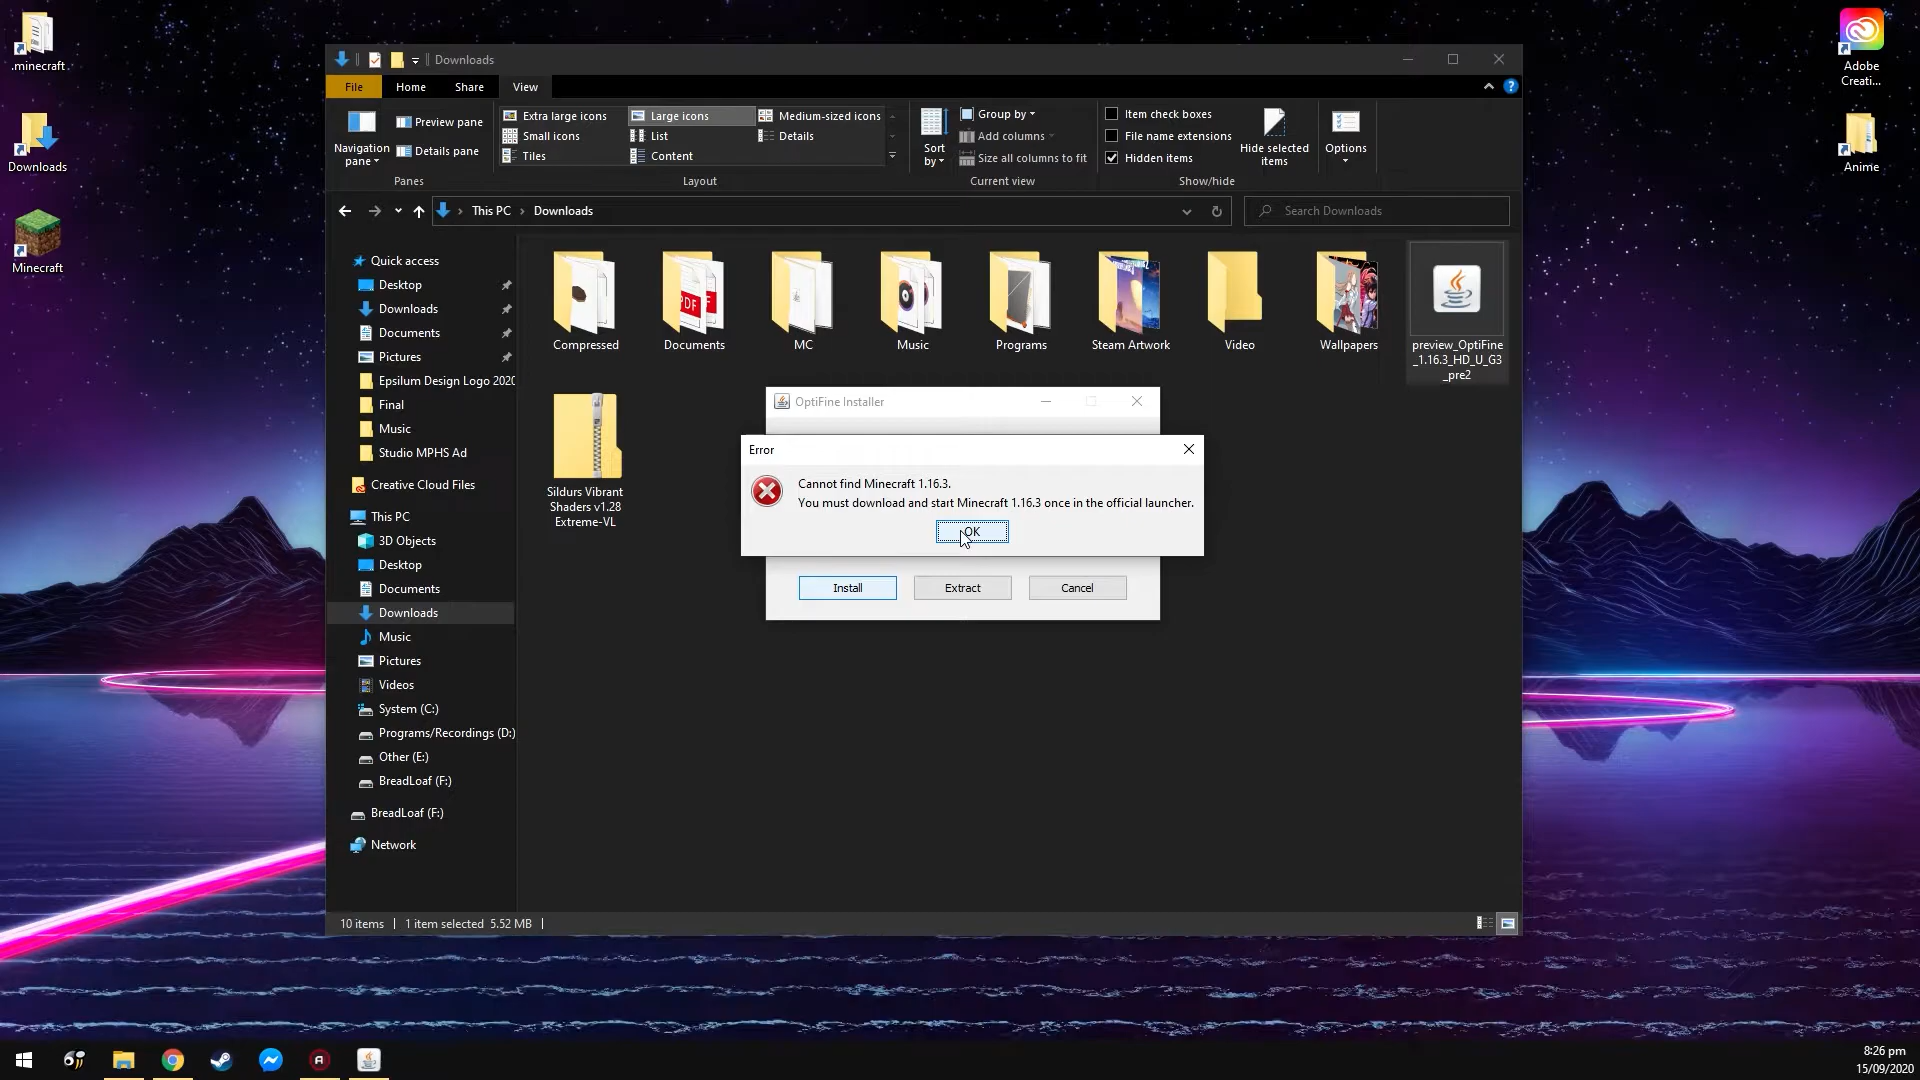 .minecraft
Downloads
Minecraft
Adobe
Creati...
Anime
Downloads
File
Home
Share
View
Navigation
pane
Preview pane
Details pane
Panes
Extra large icons
Large icons
Medium-sized icons
Small icons
List
Details
Tiles
Content
Layout
Sort
by
Group by
Add columns
Size all columns to fit
Current view
Item check boxes
File name extensions
Hidden items
Hide selected
items
Show/hide
Options
This PC
Downloads
Search Downloads
Quick access
Desktop
Downloads
Documents
Pictures
Epsilum Design Logo 2020
Final
Music
Studio MPHS Ad
Creative Cloud Files
This PC
3D Objects
Desktop
Documents
Downloads
Music
Pictures
Videos
System (C:)
Programs/Recordings (D:)
Other (E:)
BreadLoaf (F:)
BreadLoaf (F:)
Network
Compressed
PDF
Documents
MC
Music
Programs
Steam Artwork
Video
Wallpapers
preview_OptiFine
_1.16.3_HD_U_G3
_pre2
Sildurs Vibrant
Shaders v1.28
Extreme-VL
OptiFine Installer
Error
Cannot find Minecraft 1.16.3.
You must download and start Minecraft 1.16.3 once in the official launcher.
OK
Install
Extract
Cancel
10 items
1 item selected 5.52 MB
8:26 pm
15/09/2020